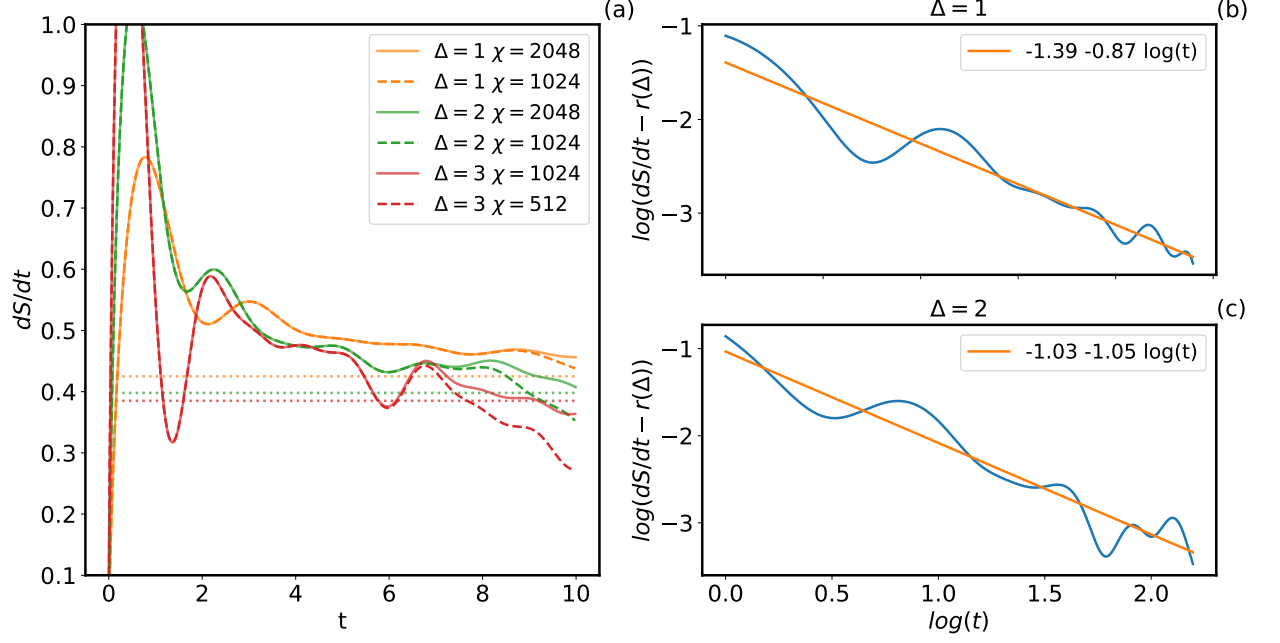 (a)
1.0
0.9
0.8
0.7
0.6
0.5
0.4
0.3
0.2
0.1
dS/dt
0
2
4
6
8
10
t
Δ = 1 χ = 2048
Δ = 1 χ = 1024
Δ = 2 χ = 2048
Δ = 2 χ = 1024
Δ = 3 χ = 1024
Δ = 3 χ = 512
Δ = 1
(b)
−1
−2
−3
log(dS/dt − r(Δ))
-1.39 -0.87 log(t)
Δ = 2
(c)
−1
−2
−3
log(dS/dt − r(Δ))
-1.03 -1.05 log(t)
0.0
0.5
1.0
1.5
2.0
log(t)